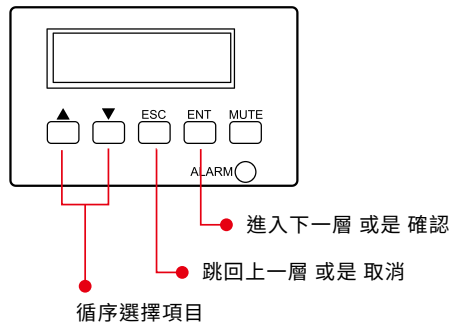 ▲ ▼ ESC ENT MUTE
ALARM
進入下一層 或是 確認
跳回上一層 或是 取消
循序選擇項目